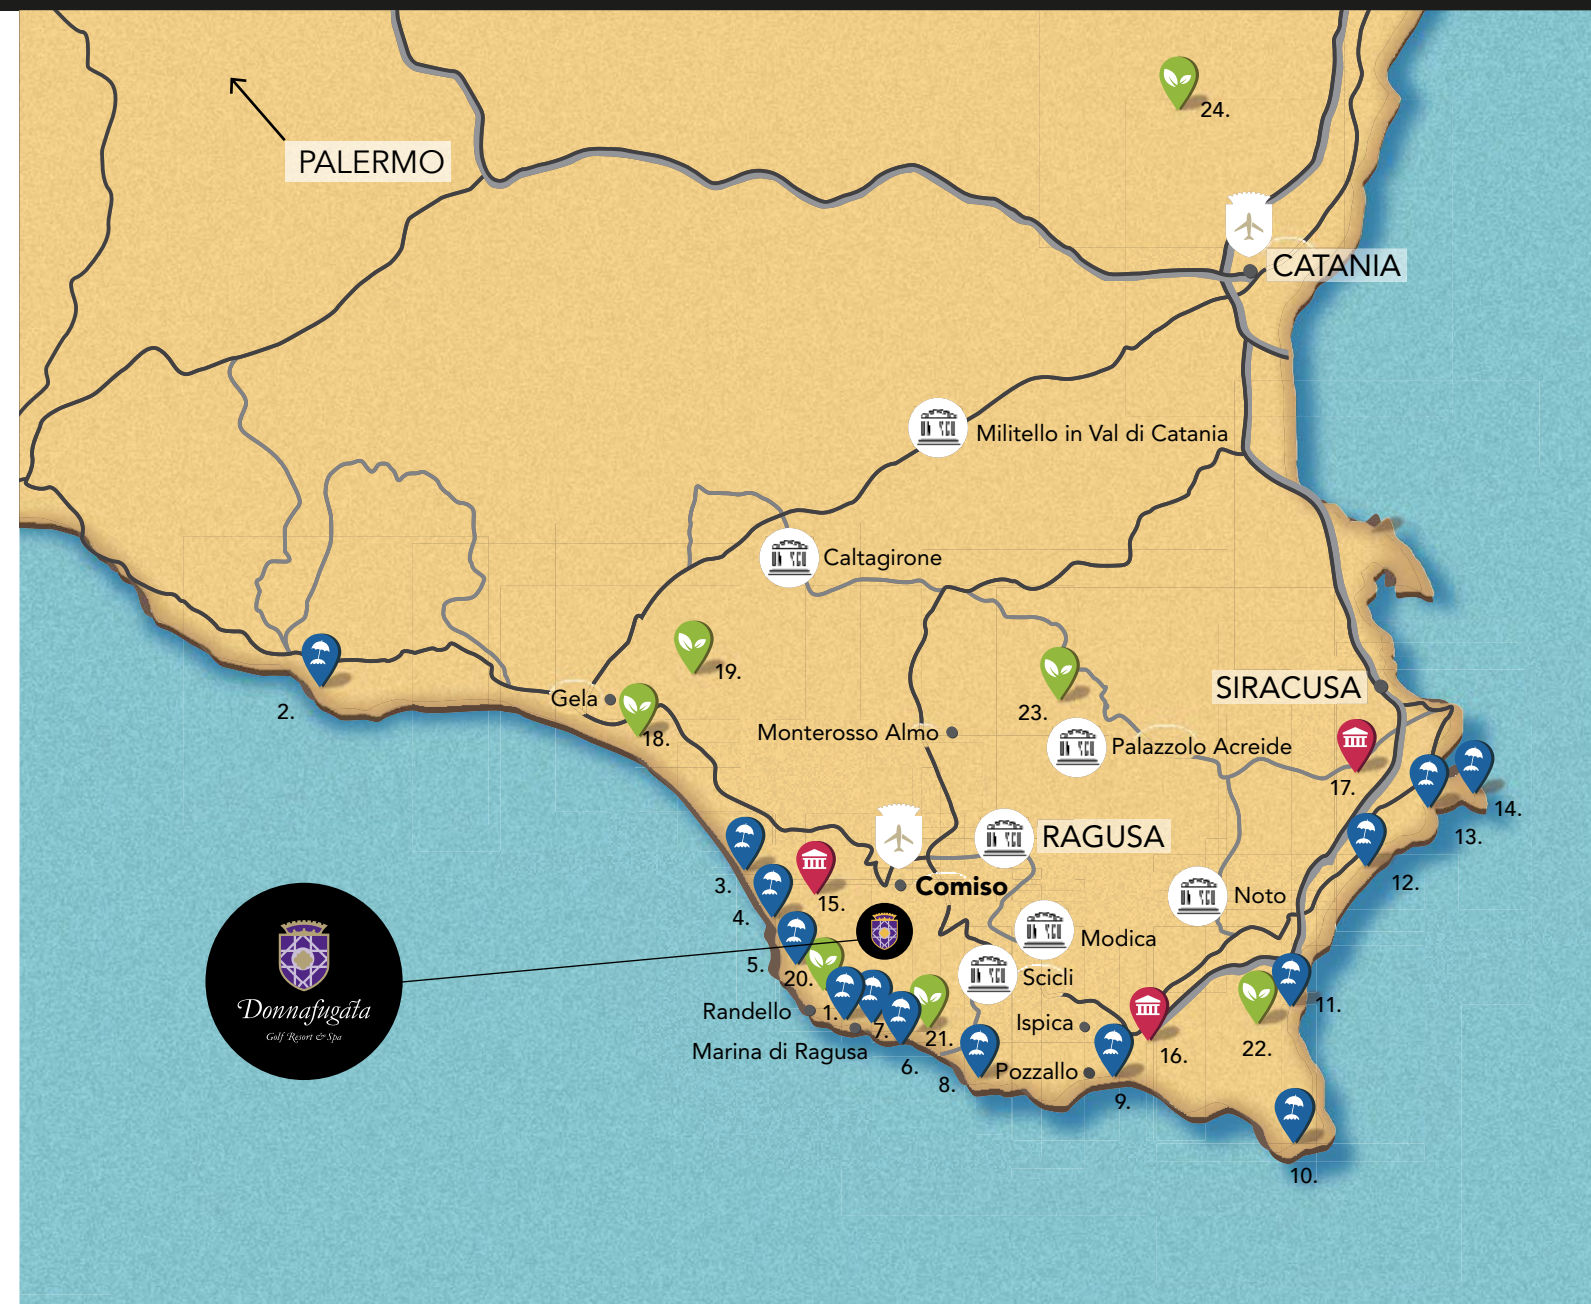 24.
PALERMO
CATANIA
Militello in Val di Catania
Caltagirone
19.
Gela
18.
2.
23.
SIRACUSA
Monterosso Almo
Palazzolo Acreide
17.
14.
13.
RAGUSA
3.
Comiso
12.
15.
4.
Noto
Modica
5.
20.
Scicli
Donnafugata
Golf Resort & Spa
Randello
1.
7.
21.
Ispica
11.
Marina di Ragusa
16.
22.
6.
8.
Pozzallo
9.
10.